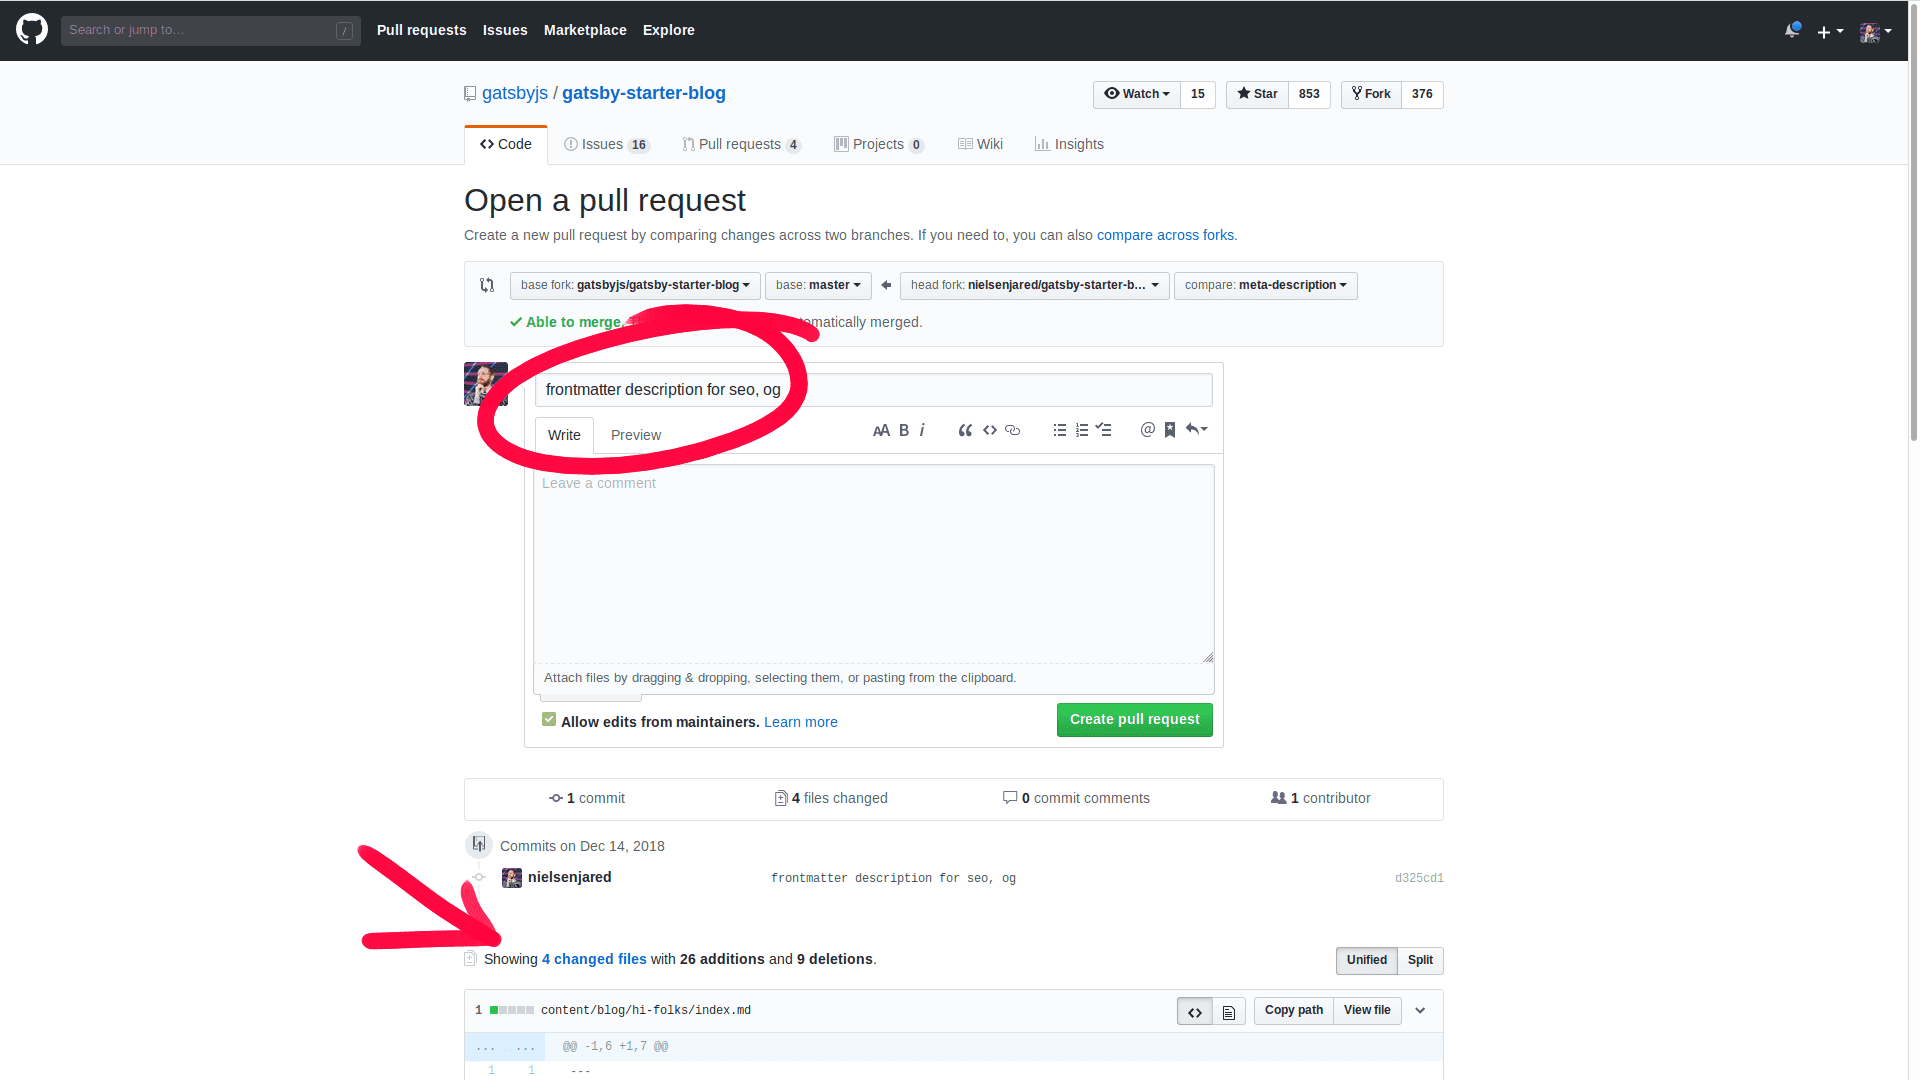 Search or jump to… /
Pull requests Issues Marketplace Explore
gatsbyjs / gatsby-starter-blog
Watch 15 Star 853 Fork 376
Code Issues 16 Pull requests 4 Projects 0 Wiki Insights
Open a pull request
Create a new pull request by comparing changes across two branches. If you need to, you can also compare across forks.
base fork: gatsbyjs/gatsby-starter-blog base: master head fork: nielsenjared/gatsby-starter-b... compare: meta-description
Able to merge. merged.
frontmatter description for seo, og
Write Preview
AA B i @
Leave a comment
Attach files by dragging & dropping, selecting them, or pasting from the clipboard.
Allow edits from maintainers. Learn more
Create pull request
1 commit 4 files changed 0 commit comments 1 contributor
Commits on Dec 14, 2018
nielsenjared frontmatter description for seo, og d325cd1
Showing 4 changed files with 26 additions and 9 deletions.
Unified Split
1 content/blog/hi-folks/index.md
Copy path View file
... ... @@ -1,6 +1,7 @@
1 1 ---